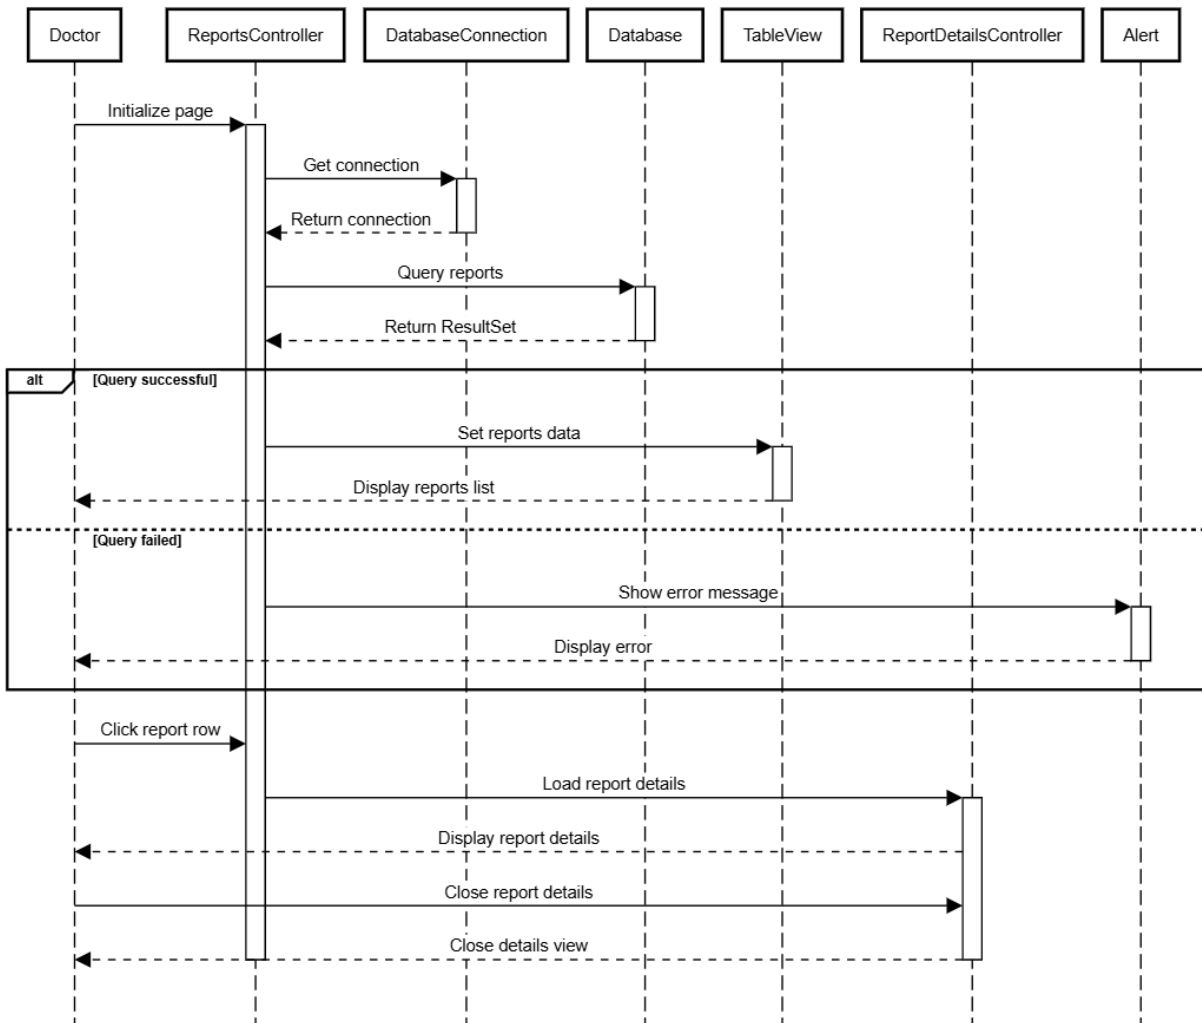 Doctor
ReportsController
DatabaseConnection
Database
TableView
ReportDetailsController
Alert
Initialize page
Get connection
Return connection
Query reports
Return ResultSet
alt
[Query successful]
Set reports data
Display reports list
[Query failed]
Show error message
Display error
Click report row
Load report details
Display report details
Close report details
Close details view